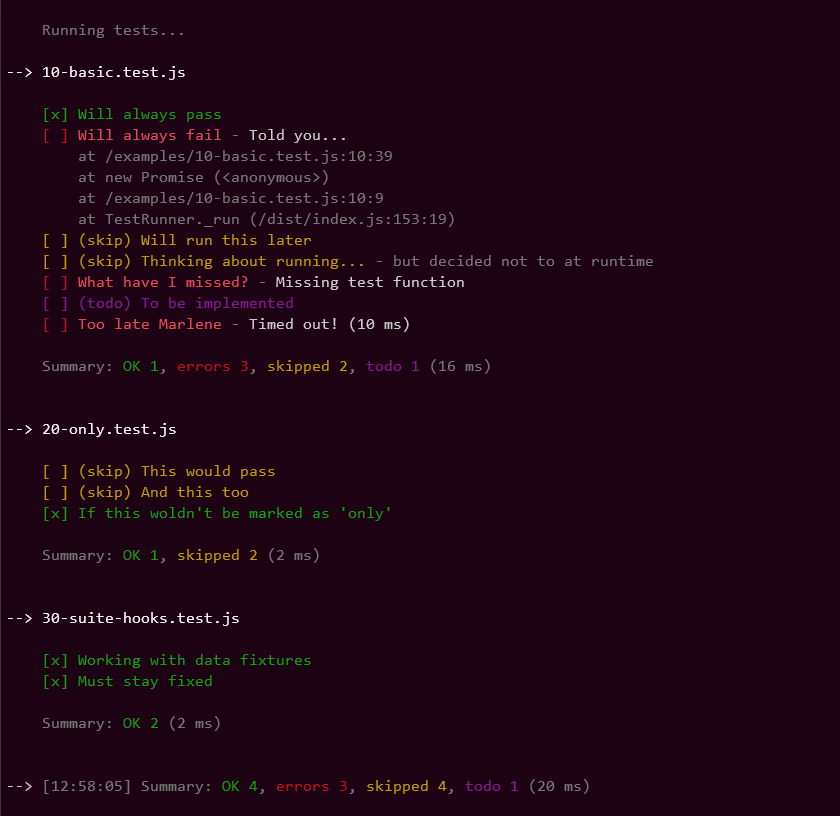 Running tests...
--> 10-basic.test.js
[x] Will always pass
[ ] Will always fail - Told you...
at /examples/10-basic.test.js:10:39
at new Promise (<anonymous>)
at /examples/10-basic.test.js:10:9
at TestRunner._run (/dist/index.js:153:19)
[ ] (skip) Will run this later
[ ] (skip) Thinking about running... - but decided not to at runtime
[ ] What have I missed? - Missing test function
[ ] (todo) To be implemented
[ ] Too late Marlene - Timed out! (10 ms)
Summary: OK 1, errors 3, skipped 2, todo 1 (16 ms)
--> 20-only.test.js
[ ] (skip) This would pass
[ ] (skip) And this too
[x] If this woldn't be marked as 'only'
Summary: OK 1, skipped 2 (2 ms)
--> 30-suite-hooks.test.js
[x] Working with data fixtures
[x] Must stay fixed
Summary: OK 2 (2 ms)
--> [12:58:05] Summary: OK 4, errors 3, skipped 4, todo 1 (20 ms)